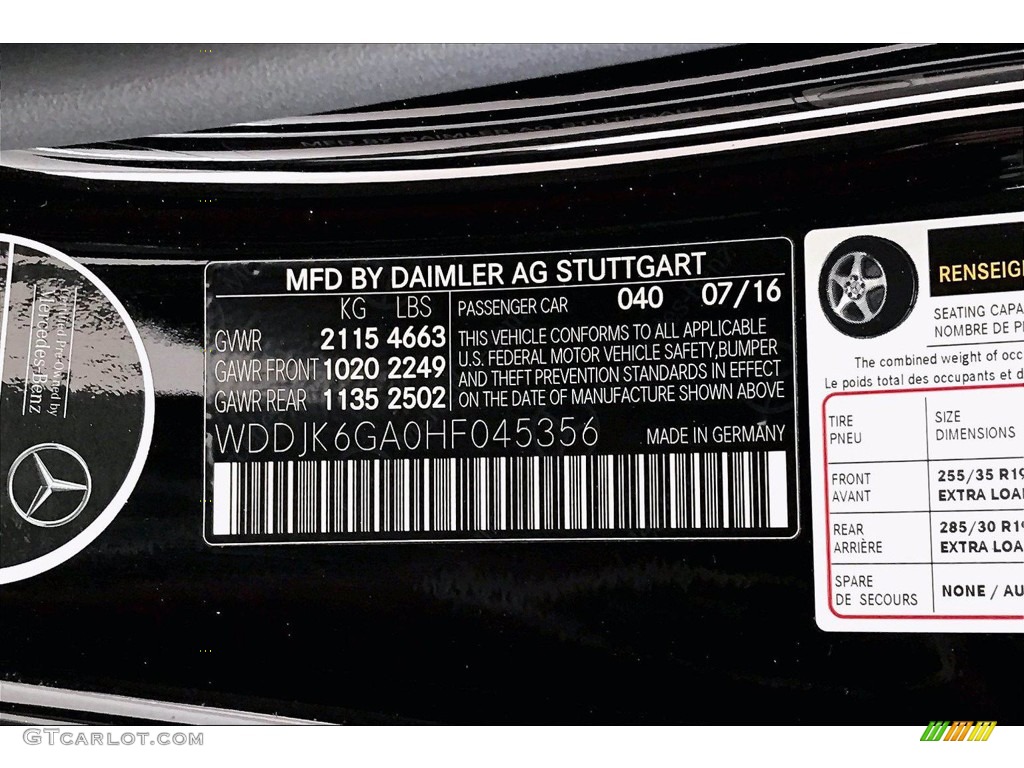 MFD BY DAIMLER AG STUTTGART
KG LBS
GVWR 2115 4663
GAWR FRONT 1020 2249
GAWR REAR 1135 2502
PASSENGER CAR 040 07/16
THIS VEHICLE CONFORMS TO ALL APPLICABLE
U.S. FEDERAL MOTOR VEHICLE SAFETY,BUMPER
AND THEFT PREVENTION STANDARDS IN EFFECT
ON THE DATE OF MANUFACTURE SHOWN ABOVE
WDDJK6GA0HF045356 MADE IN GERMANY
Mercedes-Benz
RENSEIG
SEATING CAPA
NOMBRE DE P
The combined weight of occ
Le poids total des occupants et d
TIRE SIZE
PNEU DIMENSIONS
FRONT 255/35 R19
AVANT EXTRA LOA
REAR 285/30 R19
ARRIÈRE EXTRA LOA
SPARE
DE SECOURS NONE / AU
GTcarlot.com